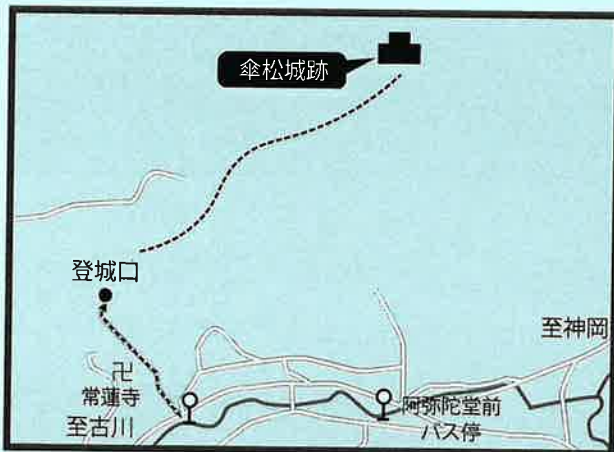 傘松城跡
登城口
至神岡
卍
常蓮寺
至古川
阿弥陀堂前
バス停